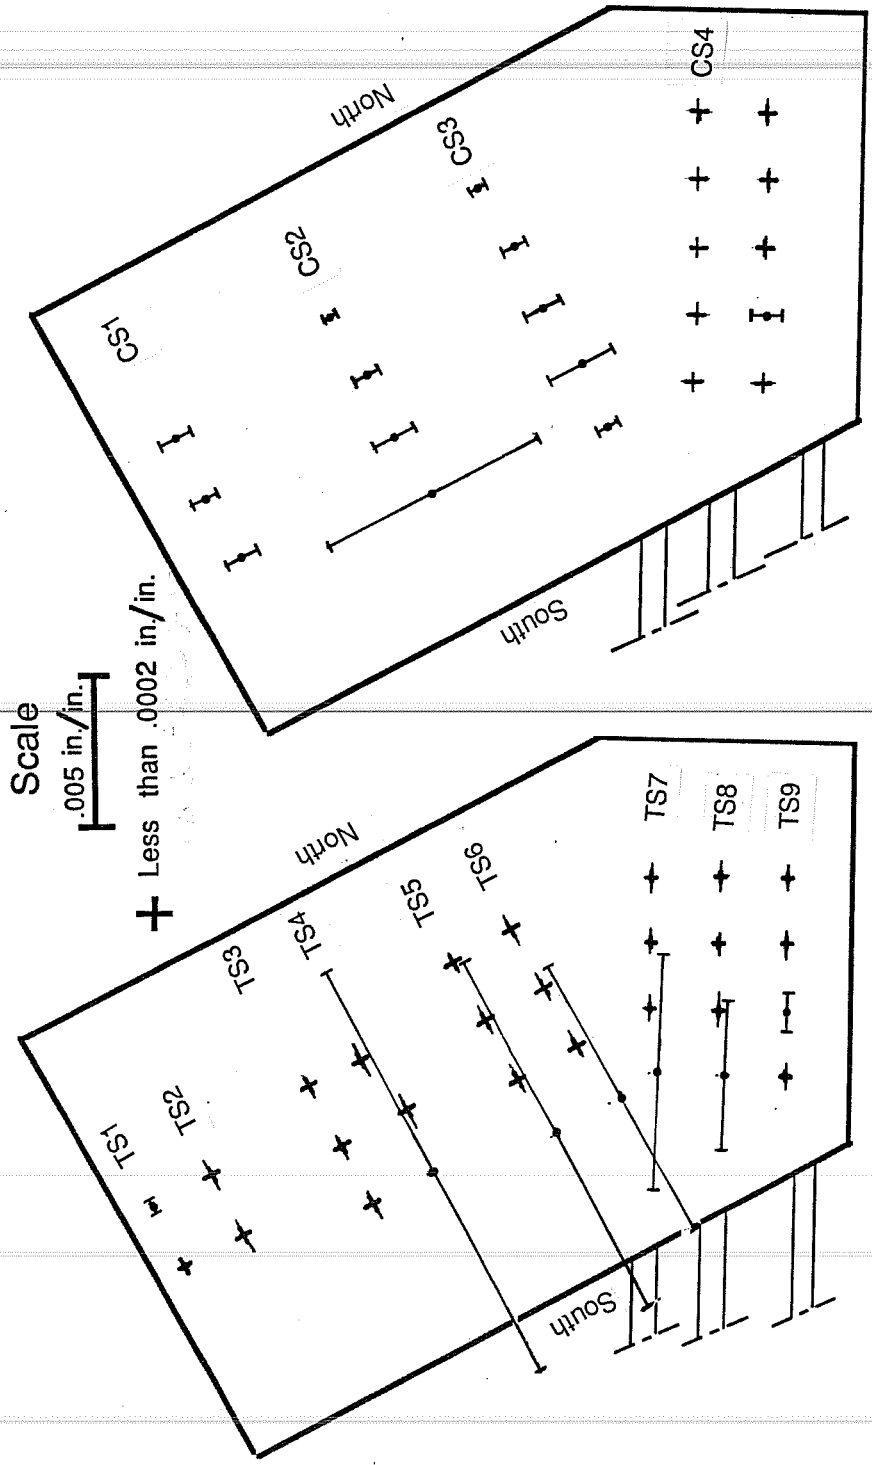 Scale
.005 in./in.
Less than .0002 in./in.
North
South
CS1
CS2
CS3
CS4
North
South
TS1
TS2
TS3
TS4
TS5
TS6
TS7
TS8
TS9